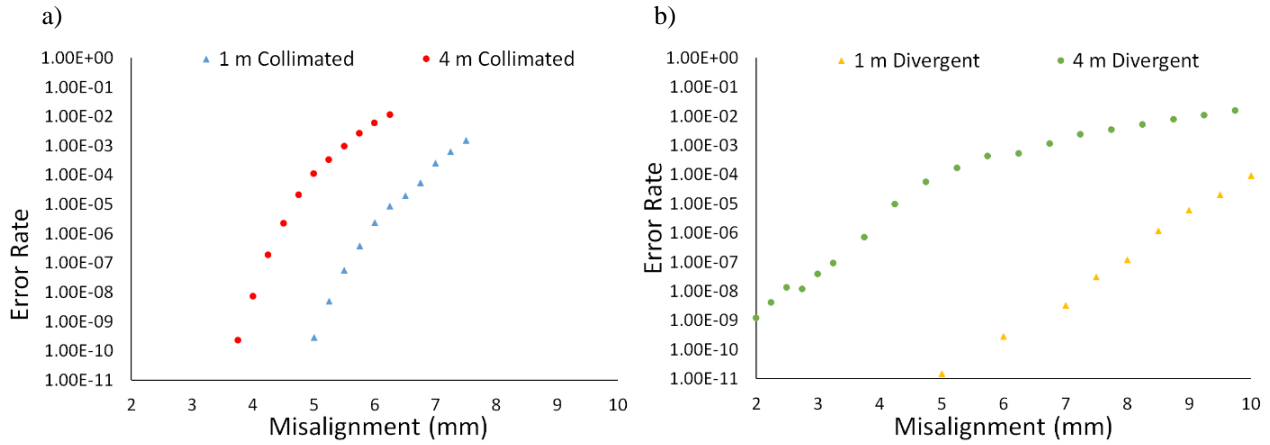 a)
1 m Collimated 4 m Collimated
1.00E+00
1.00E-01
1.00E-02
1.00E-03
1.00E-04
1.00E-05
1.00E-06
1.00E-07
1.00E-08
1.00E-09
1.00E-10
1.00E-11
Error Rate
2 3 4 5 6 7 8 9 10
Misalignment (mm)
b)
1 m Divergent 4 m Divergent
1.00E+00
1.00E-01
1.00E-02
1.00E-03
1.00E-04
1.00E-05
1.00E-06
1.00E-07
1.00E-08
1.00E-09
1.00E-10
1.00E-11
Error Rate
2 3 4 5 6 7 8 9 10
Misalignment (mm)